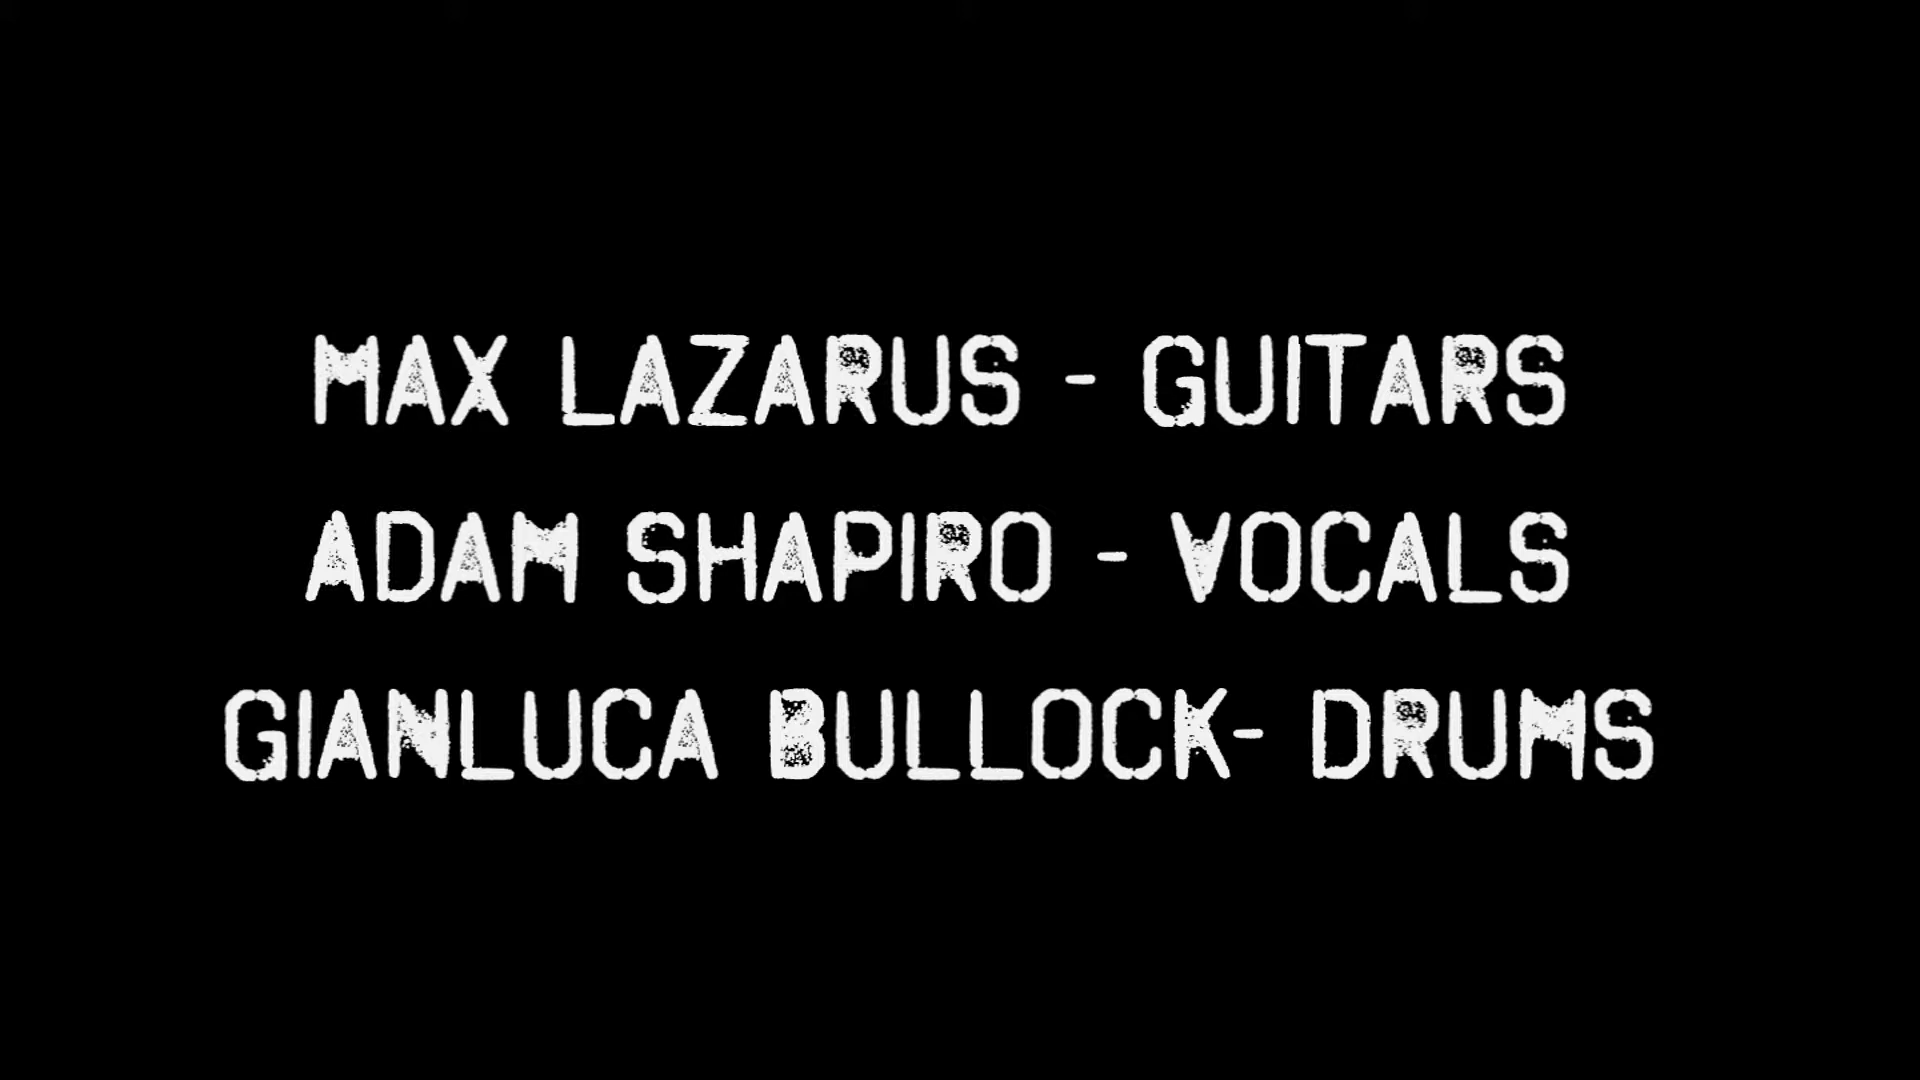 MAX LAZARUS - GUITARS
ADAM SHAPIRO - VOCALS
GIANLUCA BULLOCK- DRUMS